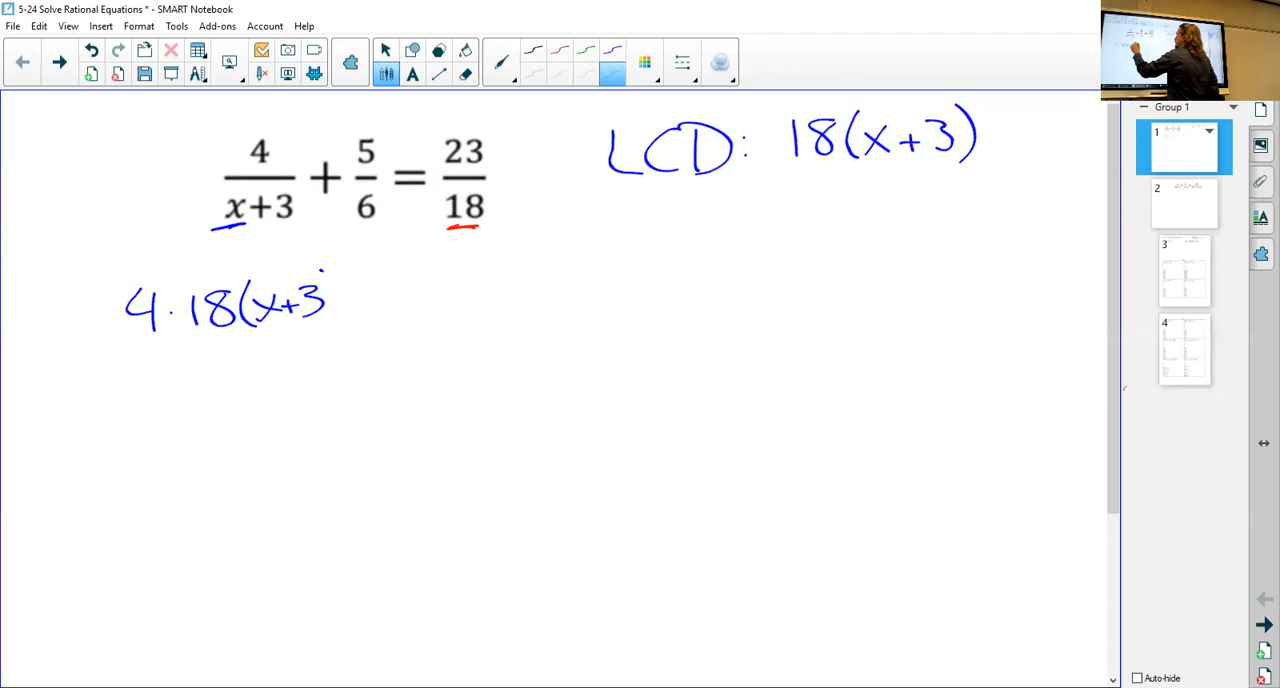 5-24 Solve Rational Equations * - SMART Notebook
File Edit View Insert Format Tools Add-ons Account Help
Group 1
1
2
3
4
4/x+3 + 5/6 = 23/18
LCD: 18(x+3)
4·18(x+3
Auto-hide